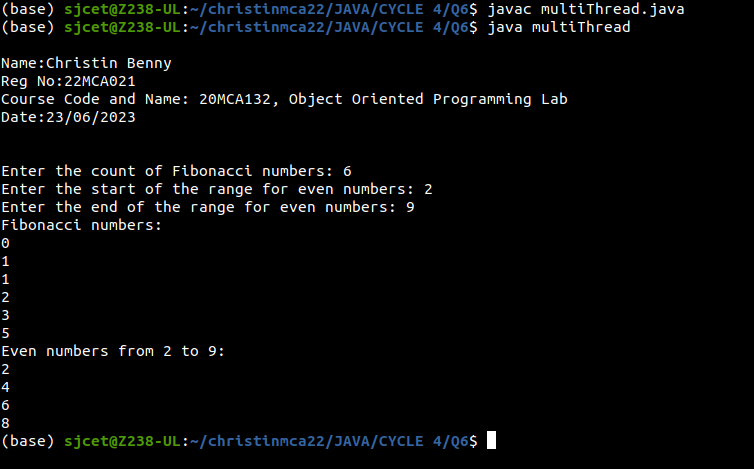 (base) sjcet@Z238-UL:~/christinmca22/JAVA/CYCLE 4/Q6$ javac multiThread.java
(base) sjcet@Z238-UL:~/christinmca22/JAVA/CYCLE 4/Q6$ java multiThread
Name:Christin Benny
Reg No:22MCA021
Course Code and Name: 20MCA132, Object Oriented Programming Lab
Date:23/06/2023
Enter the count of Fibonacci numbers: 6
Enter the start of the range for even numbers: 2
Enter the end of the range for even numbers: 9
Fibonacci numbers:
0
1
1
2
3
5
Even numbers from 2 to 9:
2
4
6
8
(base) sjcet@Z238-UL:~/christinmca22/JAVA/CYCLE 4/Q6$